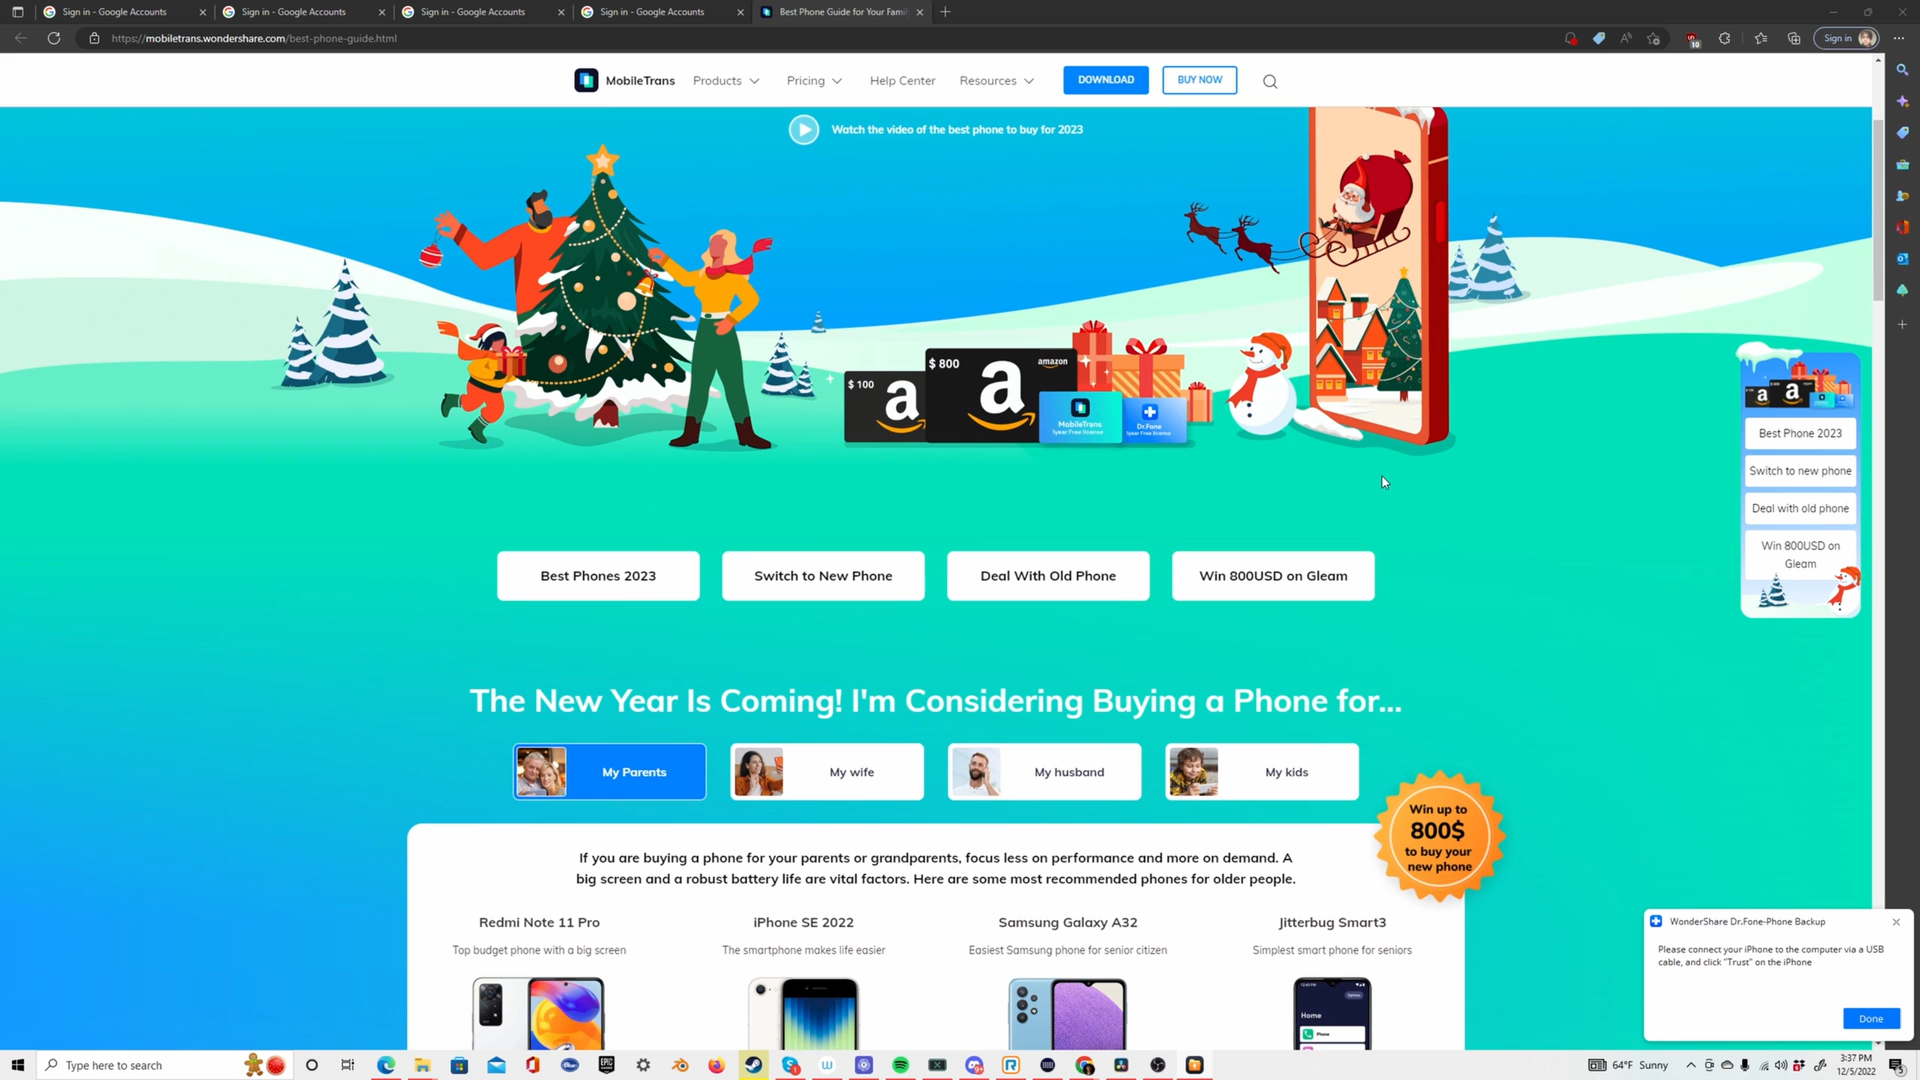 Sign in - Google Accounts
Sign in - Google Accounts
Sign in - Google Accounts
Sign in - Google Accounts
Best Phone Guide for Your Fami
https://mobiletrans.wondershare.com/best-phone-guide.html
10
Sign in
MobileTrans
Products
Pricing
Help Center
Resources
DOWNLOAD
BUY NOW
Watch the video of the best phone to buy for 2023
$ 100
a
$ 800
amazon
a
MobileTrans
1year Free license
Dr.Fone
1year Free license
Best Phone 2023
Switch to new phone
Deal with old phone
Win 800USD on
Gleam
Best Phones 2023
Switch to New Phone
Deal With Old Phone
Win 800USD on Gleam
The New Year Is Coming! I'm Considering Buying a Phone for...
My Parents
My wife
My husband
My kids
Win up to
800$
to buy your
new phone
If you are buying a phone for your parents or grandparents, focus less on performance and more on demand. A
big screen and a robust battery life are vital factors. Here are some most recommended phones for older people.
Redmi Note 11 Pro
Top budget phone with a big screen
iPhone SE 2022
The smartphone makes life easier
Samsung Galaxy A32
Easiest Samsung phone for senior citizen
Jitterbug Smart3
Simplest smart phone for seniors
Home
Phone
WonderShare Dr.Fone-Phone Backup
Please connect your iPhone to the computer via a USB
cable, and click "Trust" on the iPhone
Done
Type here to search
64°F Sunny
3:37 PM
12/5/2022